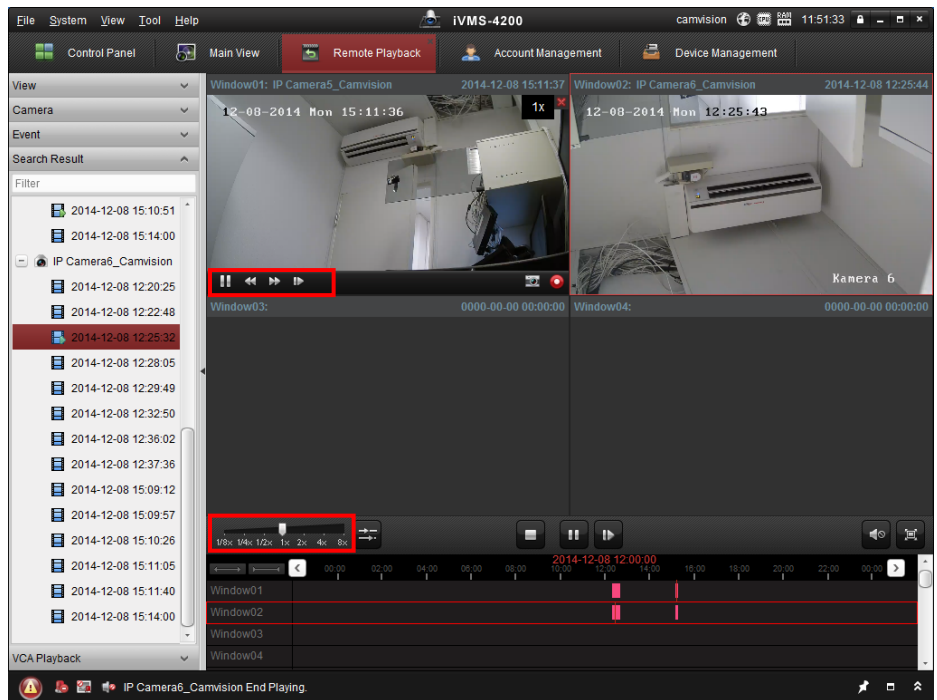 File System View Tool Help
iVMS-4200
camvision 11:51:33
Control Panel
Main View
Remote Playback
Account Management
Device Management
View
Camera
Event
Search Result
Filter
2014-12-08 15:10:51
2014-12-08 15:14:00
IP Camera6_Camvision
2014-12-08 12:20:25
2014-12-08 12:22:48
2014-12-08 12:25:32
2014-12-08 12:28:05
2014-12-08 12:29:49
2014-12-08 12:32:50
2014-12-08 12:36:02
2014-12-08 12:37:36
2014-12-08 15:09:12
2014-12-08 15:09:57
2014-12-08 15:10:26
2014-12-08 15:11:05
2014-12-08 15:11:40
2014-12-08 15:14:00
VCA Playback
Window01: IP Camera5_Camvision 2014-12-08 15:11:37
12-08-2014 Mon 15:11:36
1x
Window02: IP Camera6_Camvision 2014-12-08 12:25:44
12-08-2014 Mon 12:25:43
Kamera 6
Window03: 0000-00-00 00:00:00
Window04: 0000-00-00 00:00:00
1/8x 1/4x 1/2x 1x 2x 4x 8x
2014-12-08 12:00:00
00:00 02:00 04:00 06:00 08:00 10:00 12:00 14:00 16:00 18:00 20:00 22:00 00:00
Window01
Window02
Window03
Window04
IP Camera6_Camvision End Playing.